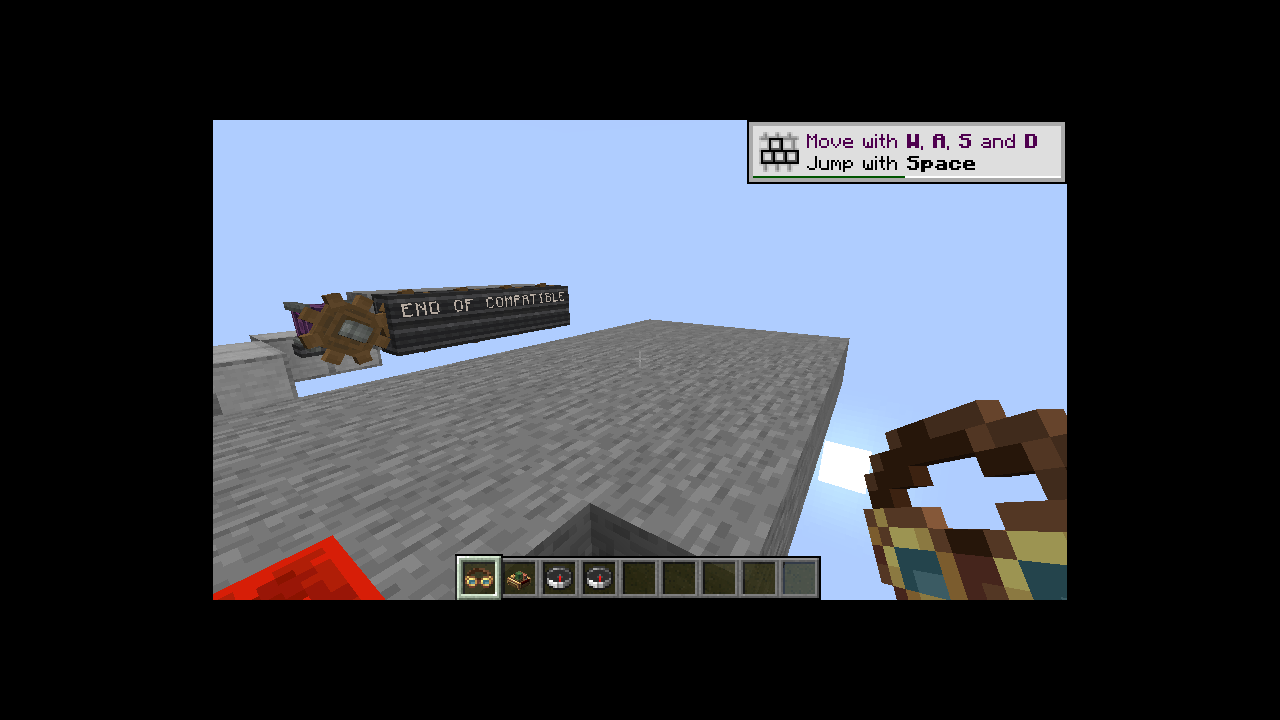 Move with W, A, S and D
Jump with Space
END OF COMPATIBLE